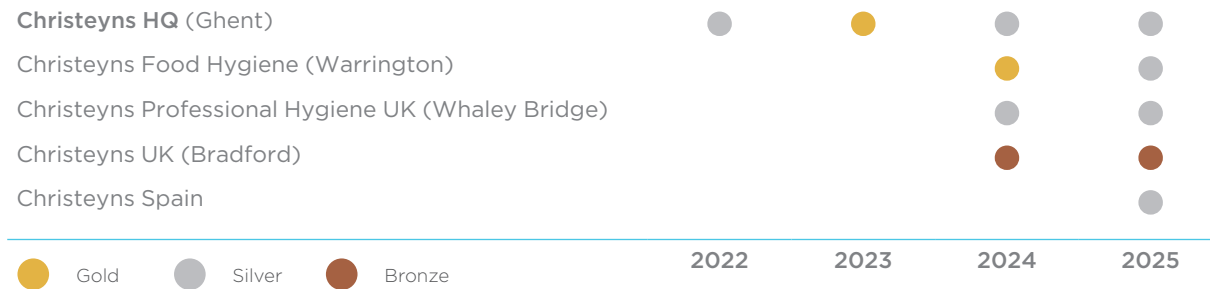 Christeyns HQ (Ghent)
Christeyns Food Hygiene (Warrington)
Christeyns Professional Hygiene UK (Whaley Bridge)
Christeyns UK (Bradford)
Christeyns Spain
2022 2023 2024 2025
Gold Silver Bronze